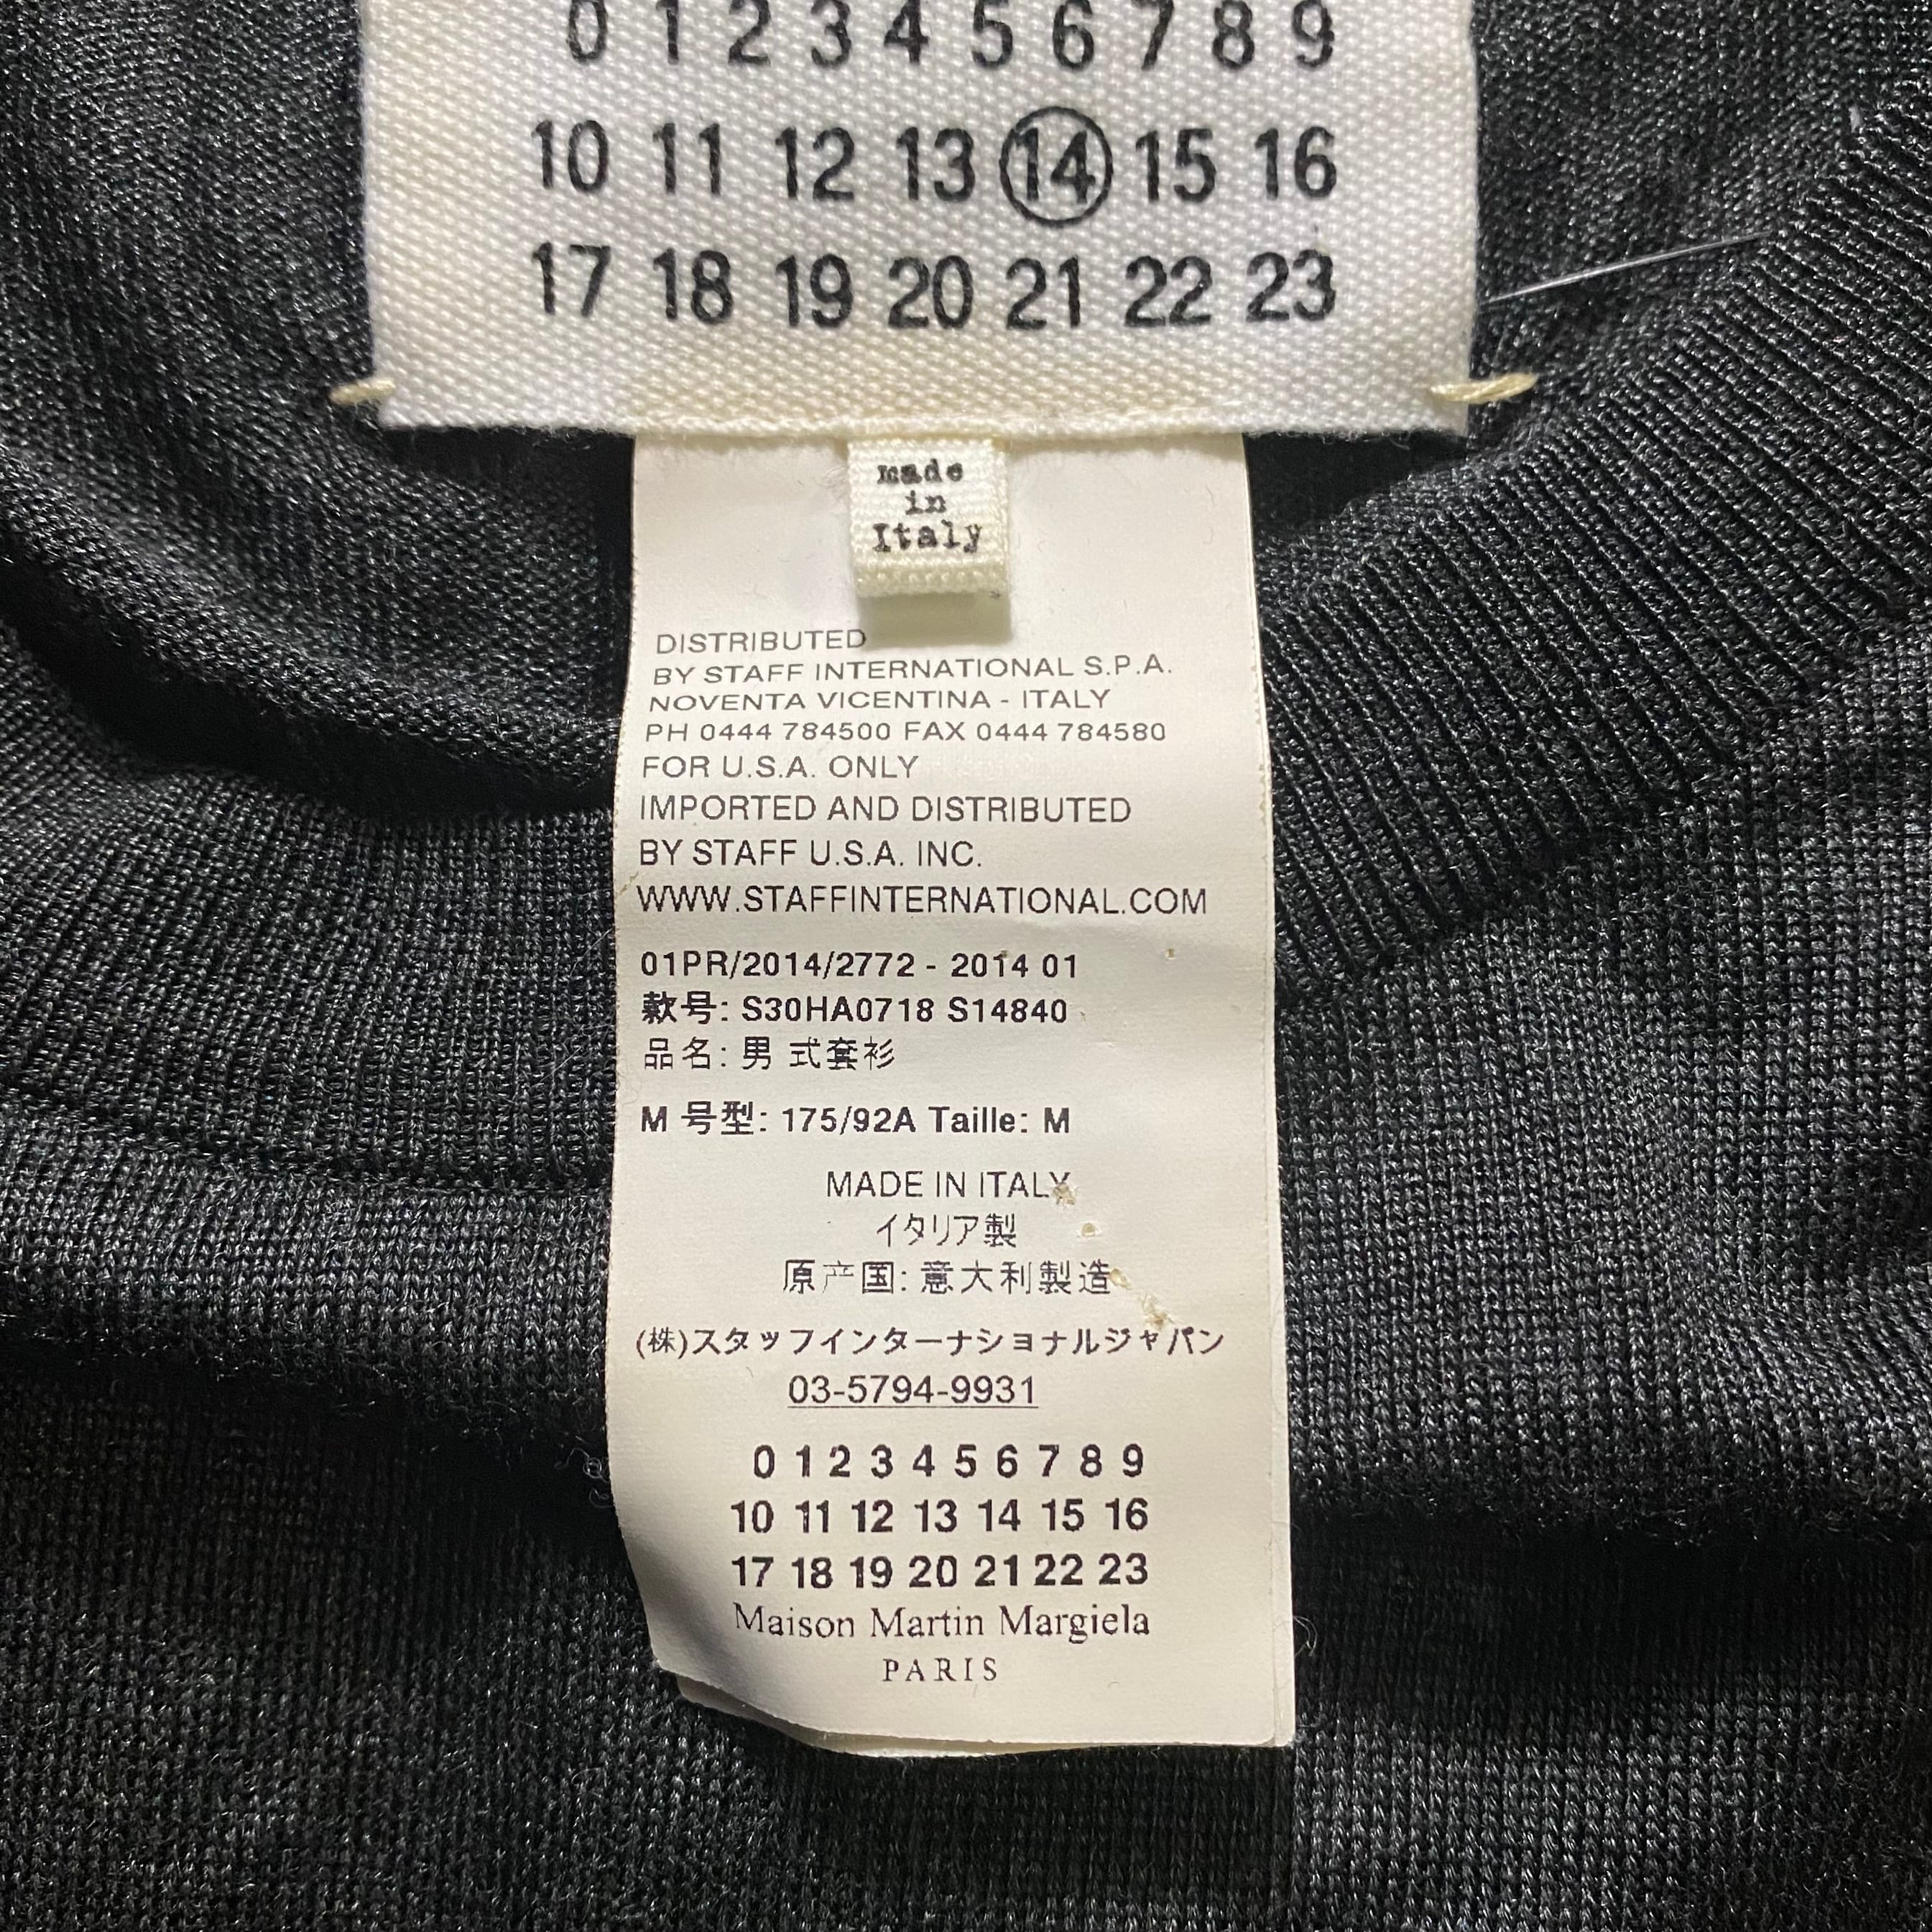 0 1 2 3 4 5 6 7 8 9
10 11 12 13 14 15 16
17 18 19 20 21 22 23
made
in
Italy
DISTRIBUTED
BY STAFF INTERNATIONAL S.P.A.
NOVENTA VICENTINA - ITALY
PH 0444 784500 FAX 0444 784580
FOR U.S.A. ONLY
IMPORTED AND DISTRIBUTED
BY STAFF U.S.A. INC.
WWW.STAFFINTERNATIONAL.COM
01PR/2014/2772 - 2014 01
款号: S30HA0718 S14840
品名: 男 式套衫
M 号型: 175/92A Taille: M
MADE IN ITALY
イタリア製
原产国: 意大利製造
(株)スタッフインターナショナルジャパン
03-5794-9931
0 1 2 3 4 5 6 7 8 9
10 11 12 13 14 15 16
17 18 19 20 21 22 23
Maison Martin Margiela
PARIS